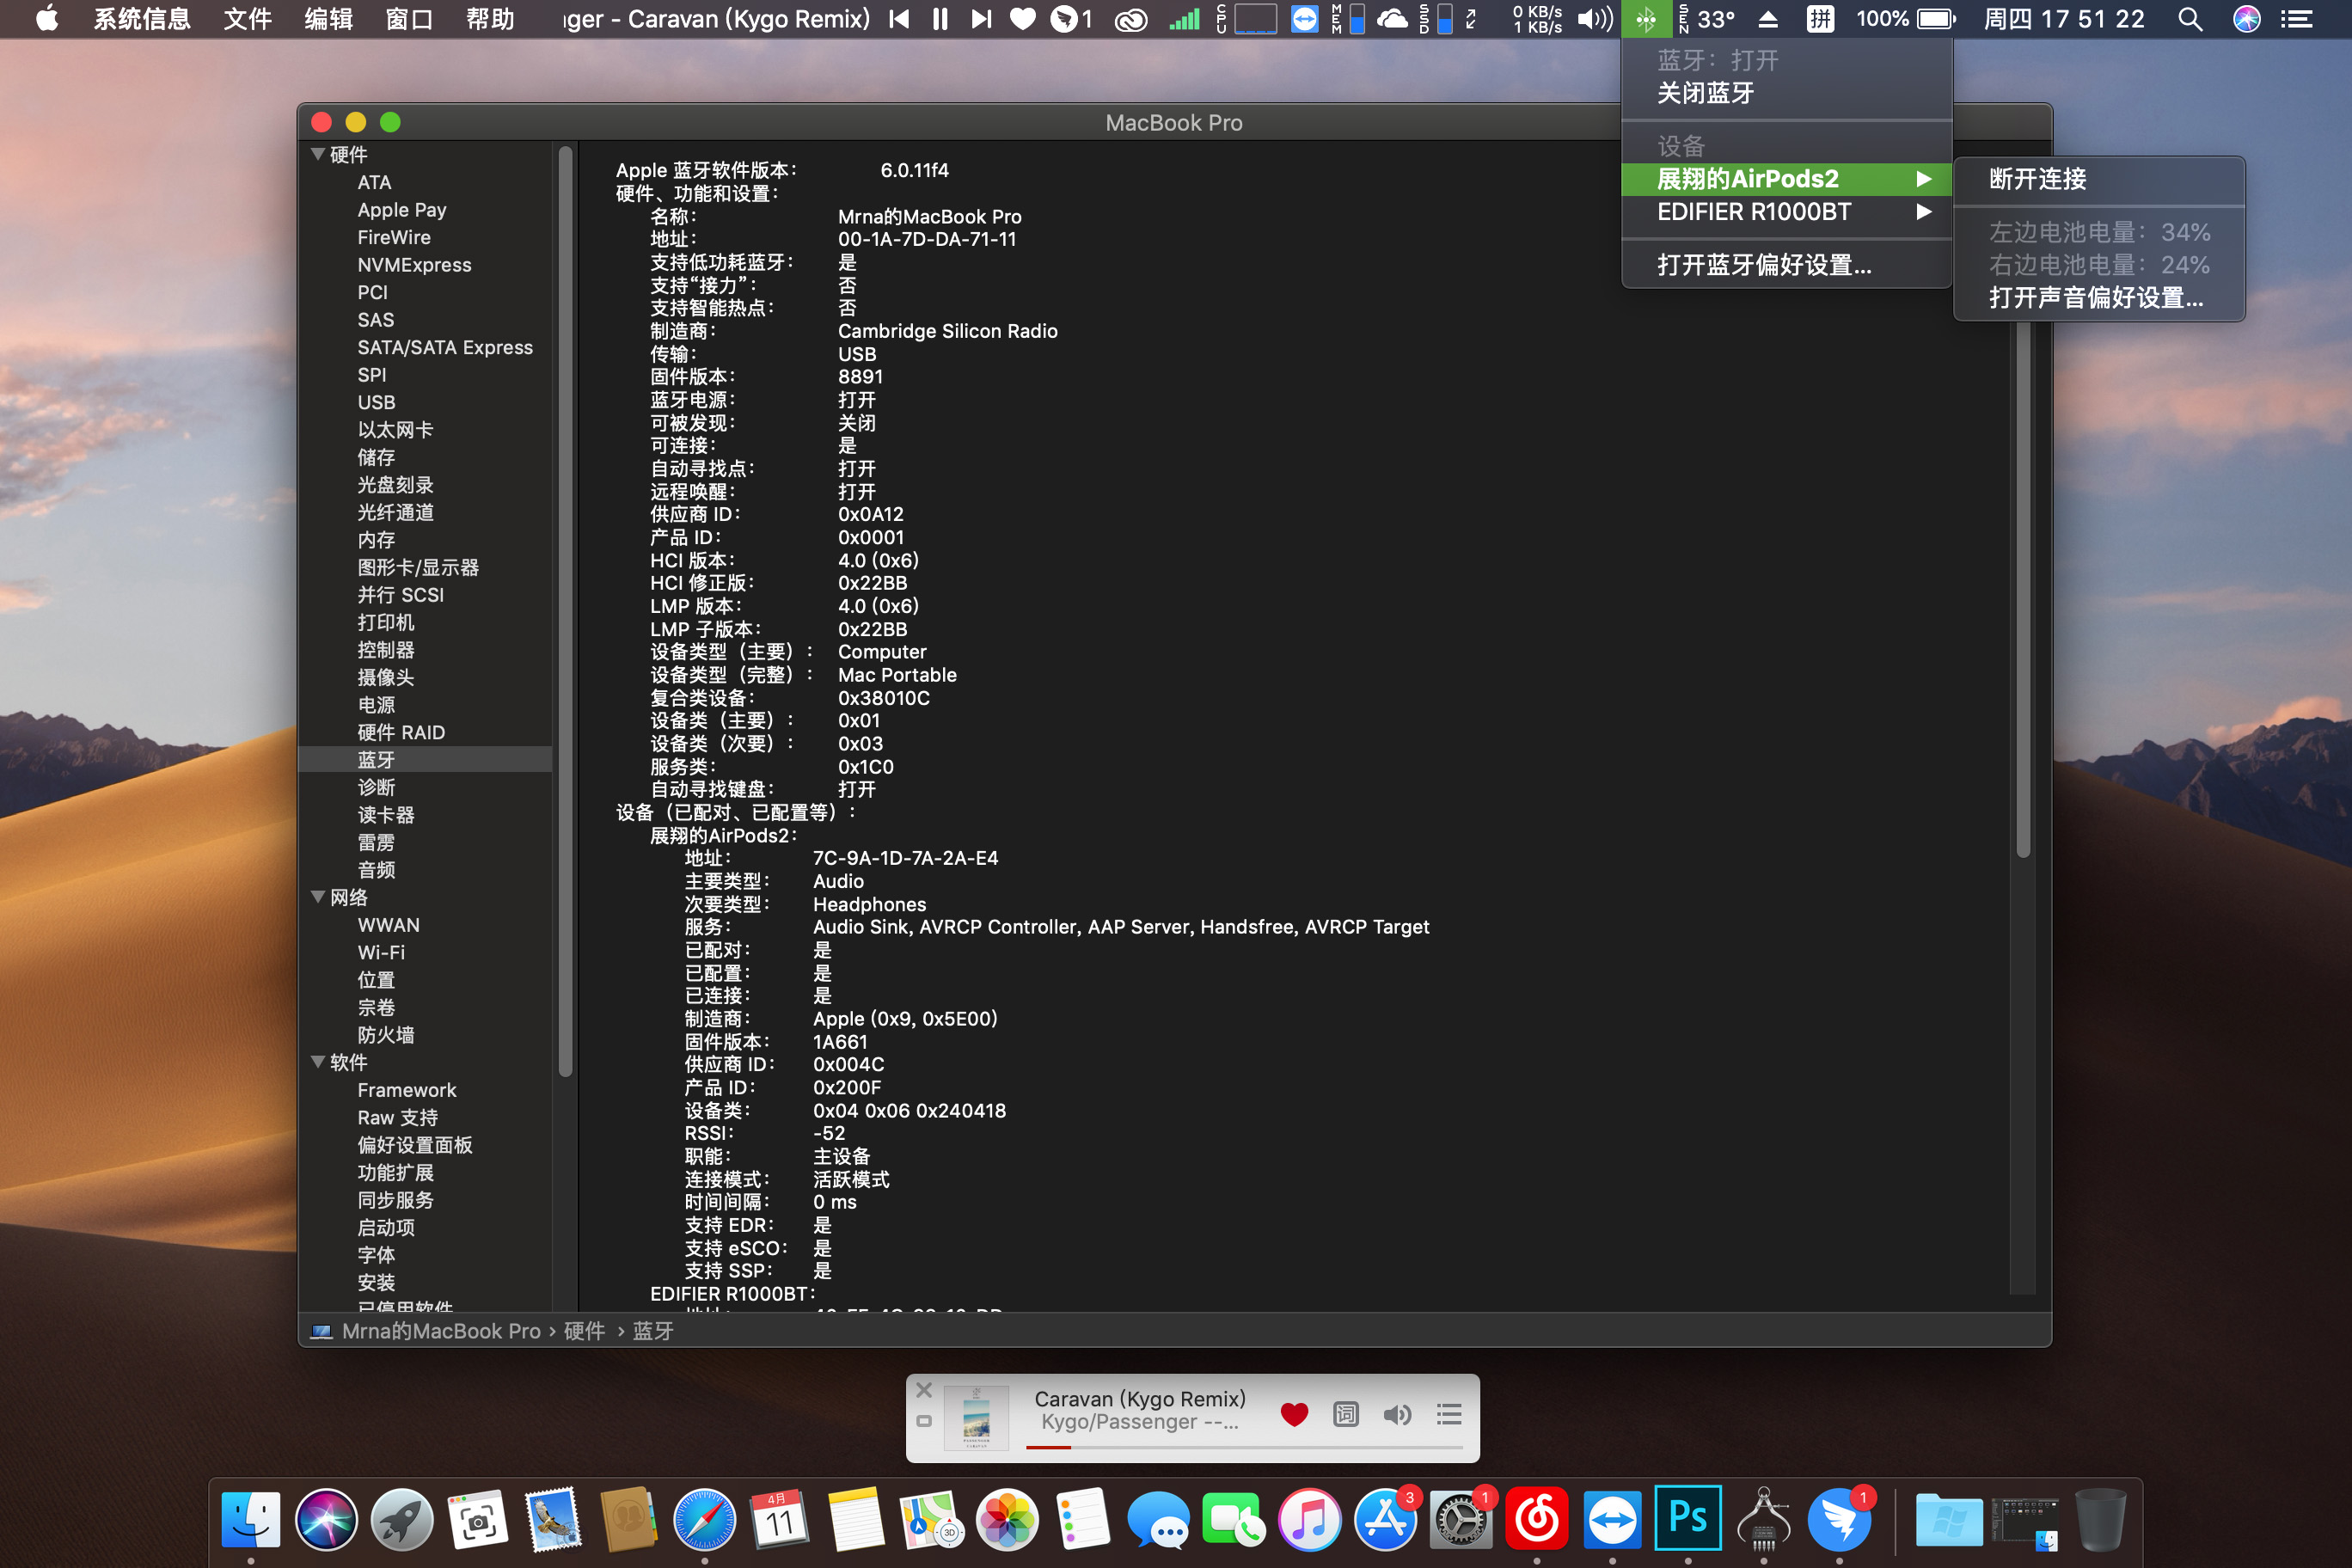 系统信息 文件 编辑 窗口 帮助 ger - Caravan (Kygo Remix) 1 CPU MEM SSD 0 KB/s 1 KB/s SEN 33° 拼 100% 周四 17 51 22
蓝牙：打开
关闭蓝牙
设备
展翔的AirPods2
EDIFIER R1000BT
打开蓝牙偏好设置...
断开连接
左边电池电量：34%
右边电池电量：24%
打开声音偏好设置...
MacBook Pro
硬件
ATA
Apple Pay
FireWire
NVMExpress
PCI
SAS
SATA/SATA Express
SPI
USB
以太网卡
储存
光盘刻录
光纤通道
内存
图形卡/显示器
并行 SCSI
打印机
控制器
摄像头
电源
硬件 RAID
蓝牙
诊断
读卡器
雷雳
音频
网络
WWAN
Wi-Fi
位置
宗卷
防火墙
软件
Framework
Raw 支持
偏好设置面板
功能扩展
同步服务
启动项
字体
安装
已停用软件
Apple 蓝牙软件版本： 6.0.11f4
硬件、功能和设置：
名称： Mrna的MacBook Pro
地址： 00-1A-7D-DA-71-11
支持低功耗蓝牙： 是
支持“接力”： 否
支持智能热点： 否
制造商： Cambridge Silicon Radio
传输： USB
固件版本： 8891
蓝牙电源： 打开
可被发现： 关闭
可连接： 是
自动寻找点： 打开
远程唤醒： 打开
供应商 ID： 0x0A12
产品 ID： 0x0001
HCI 版本： 4.0 (0x6)
HCI 修正版： 0x22BB
LMP 版本： 4.0 (0x6)
LMP 子版本： 0x22BB
设备类型（主要）： Computer
设备类型（完整）： Mac Portable
复合类设备： 0x38010C
设备类（主要）： 0x01
设备类（次要）： 0x03
服务类： 0x1C0
自动寻找键盘： 打开
设备（已配对、已配置等）：
展翔的AirPods2：
地址： 7C-9A-1D-7A-2A-E4
主要类型： Audio
次要类型： Headphones
服务： Audio Sink, AVRCP Controller, AAP Server, Handsfree, AVRCP Target
已配对： 是
已配置： 是
已连接： 是
制造商： Apple (0x9, 0x5E00)
固件版本： 1A661
供应商 ID： 0x004C
产品 ID： 0x200F
设备类： 0x04 0x06 0x240418
RSSI： -52
职能： 主设备
连接模式： 活跃模式
时间间隔： 0 ms
支持 EDR： 是
支持 eSCO： 是
支持 SSP： 是
EDIFIER R1000BT：
Mrna的MacBook Pro › 硬件 › 蓝牙
Caravan (Kygo Remix)
Kygo/Passenger --...
词
4月
11
3D
3
1
Ps
1